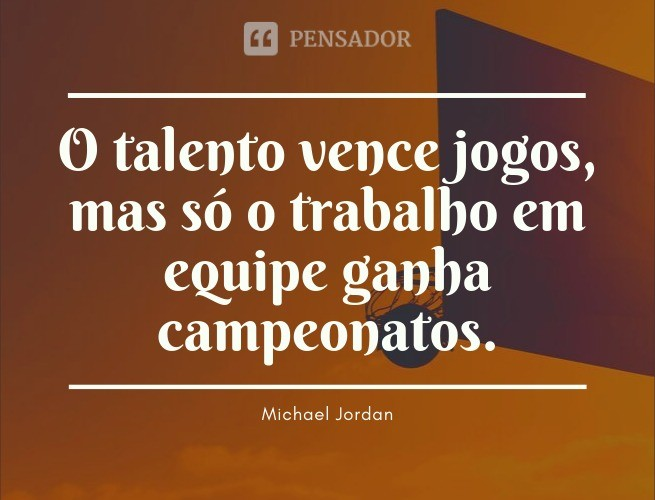 PENSADOR
O talento vence jogos,
mas só o trabalho em
equipe ganha
campeonatos.
Michael Jordan